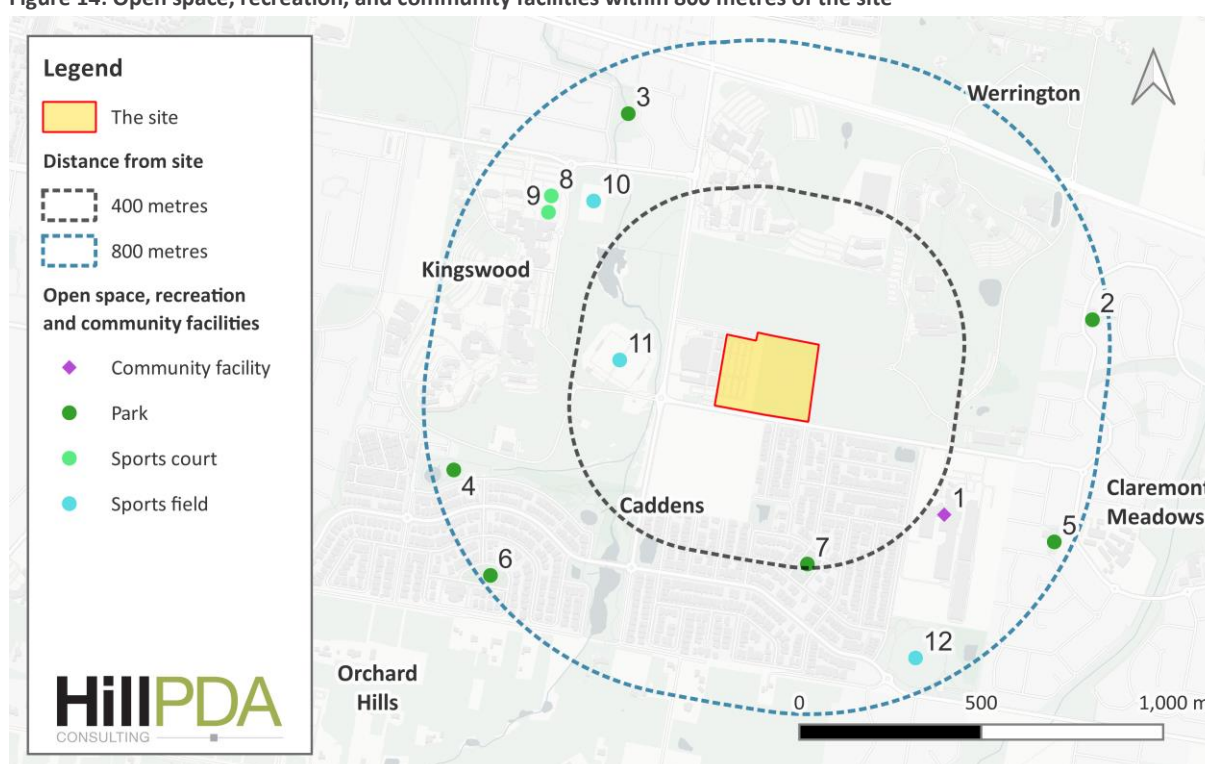 Figure 14: Open space, recreation, and community facilities within 800 metres of the site
Legend
The site
Distance from site
400 metres
800 metres
Open space, recreation
and community facilities
Community facility
Park
Sports court
Sports field
HillPDA
CONSULTING
Werrington
3
8
9
10
Kingswood
2
11
4
Caddens
1
Claremont
Meadows
5
7
6
12
Orchard
Hills
0
500
1,000 m